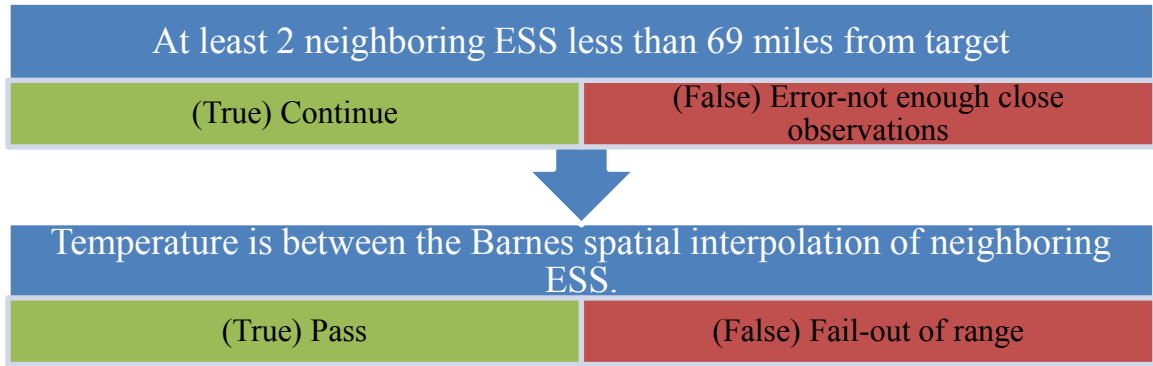 At least 2 neighboring ESS less than 69 miles from target
(True) Continue
(False) Error-not enough close
observations
Temperature is between the Barnes spatial interpolation of neighboring
ESS.
(True) Pass
(False) Fail-out of range